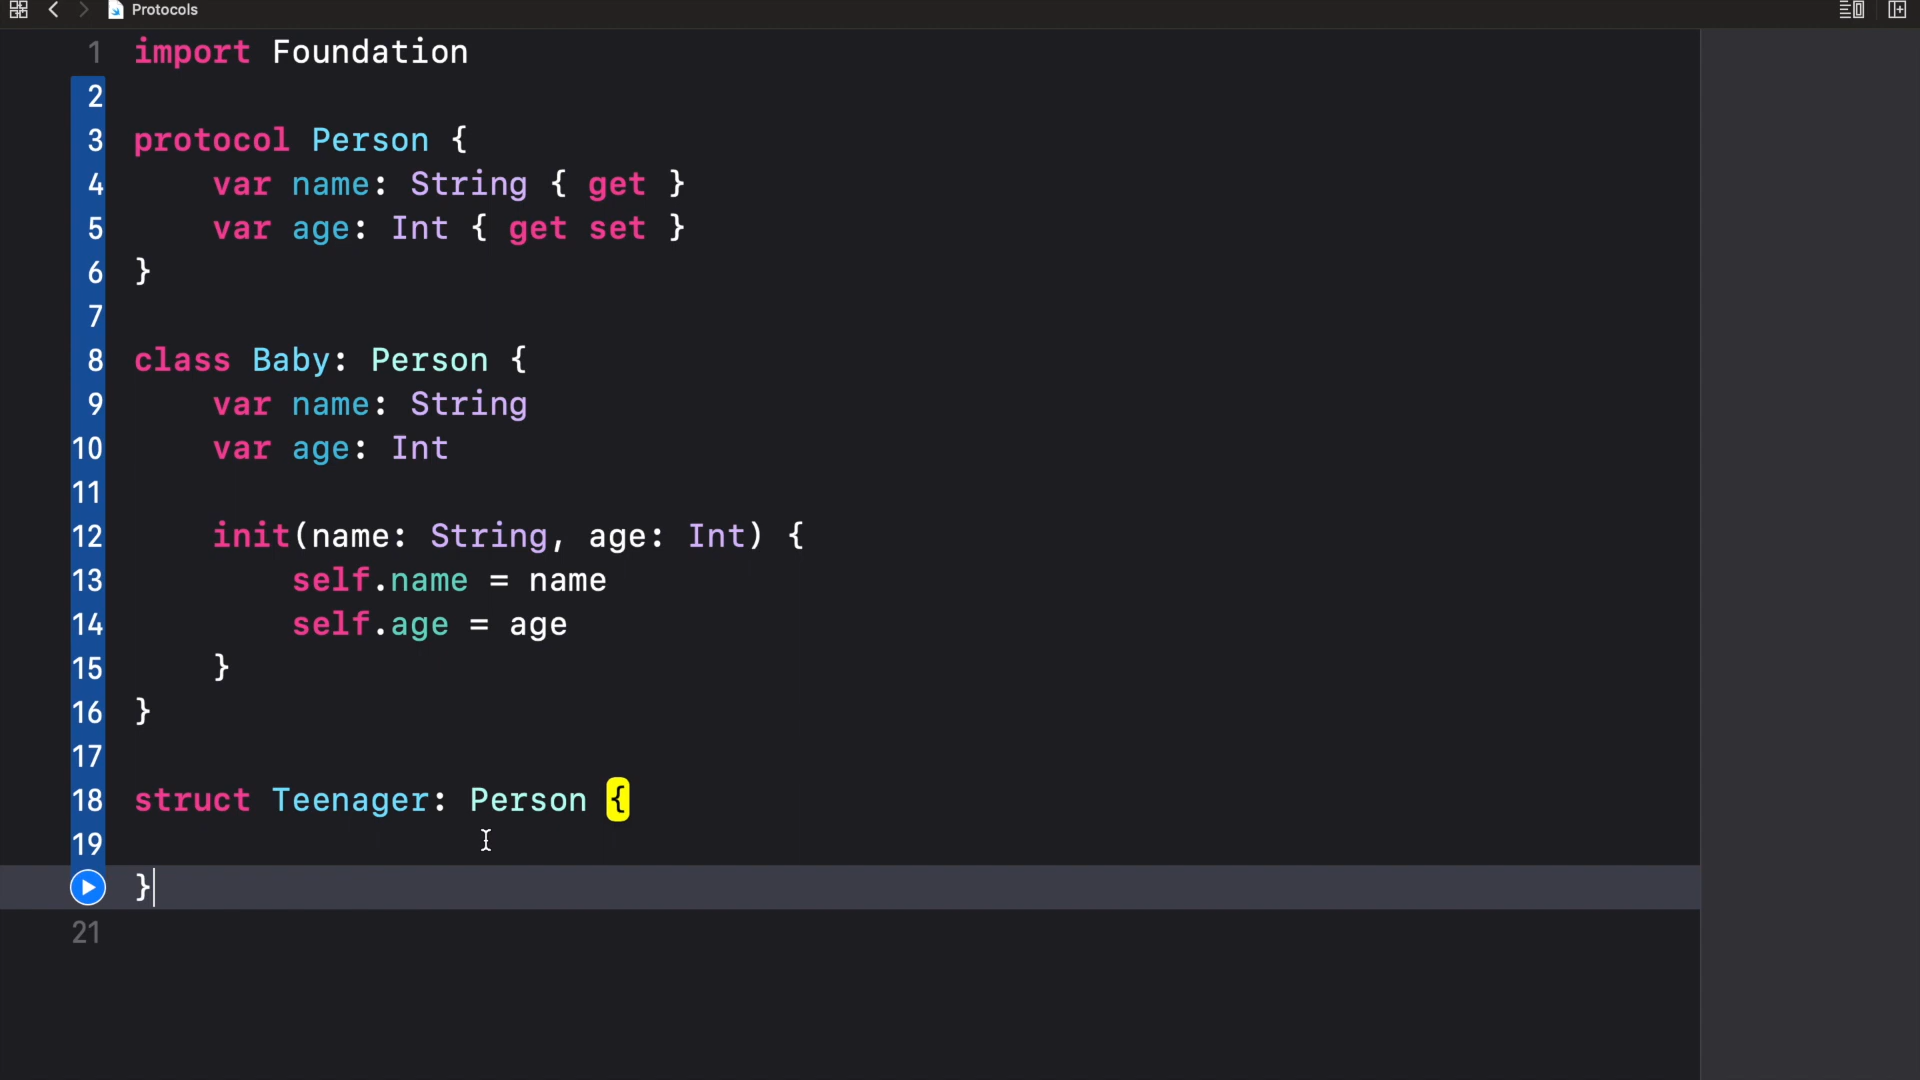 Protocols
1 import Foundation
2
3 protocol Person {
4 var name: String { get }
5 var age: Int { get set }
6 }
7
8 class Baby: Person {
9 var name: String
10 var age: Int
11
12 init(name: String, age: Int) {
13 self.name = name
14 self.age = age
15 }
16 }
17
18 struct Teenager: Person {
19
}
21